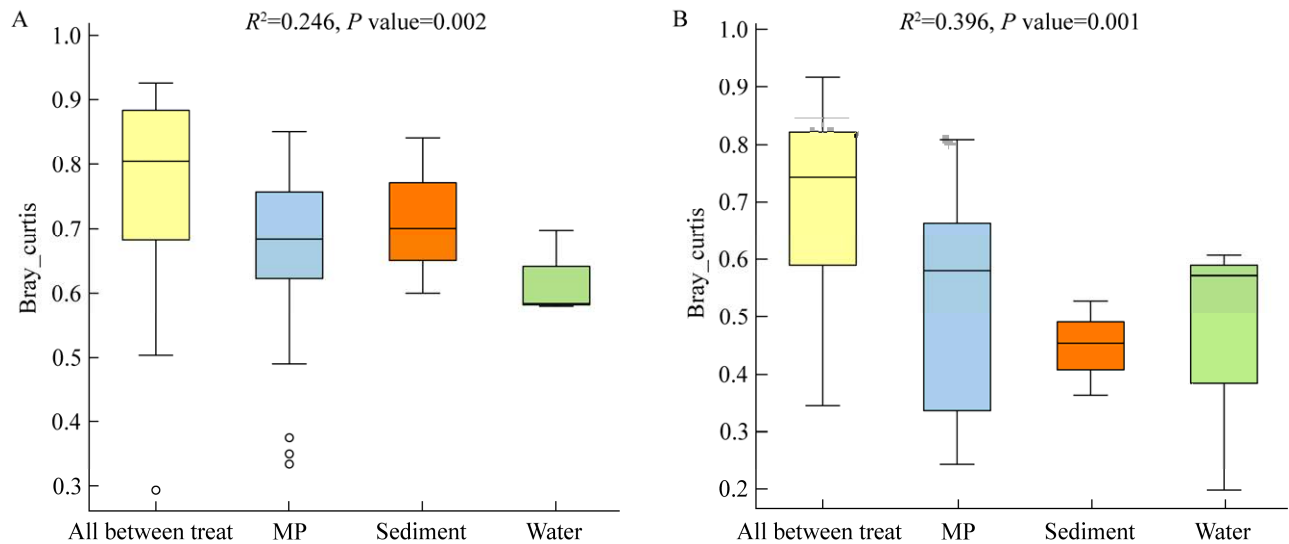 A
R²=0.246, P value=0.002
1.0
0.9
0.8
0.7
0.6
0.5
0.4
0.3
Bray_curtis
All between treat MP Sediment Water
B
R²=0.396, P value=0.001
1.0
0.9
0.8
0.7
0.6
0.5
0.4
0.3
0.2
Bray_curtis
All between treat MP Sediment Water